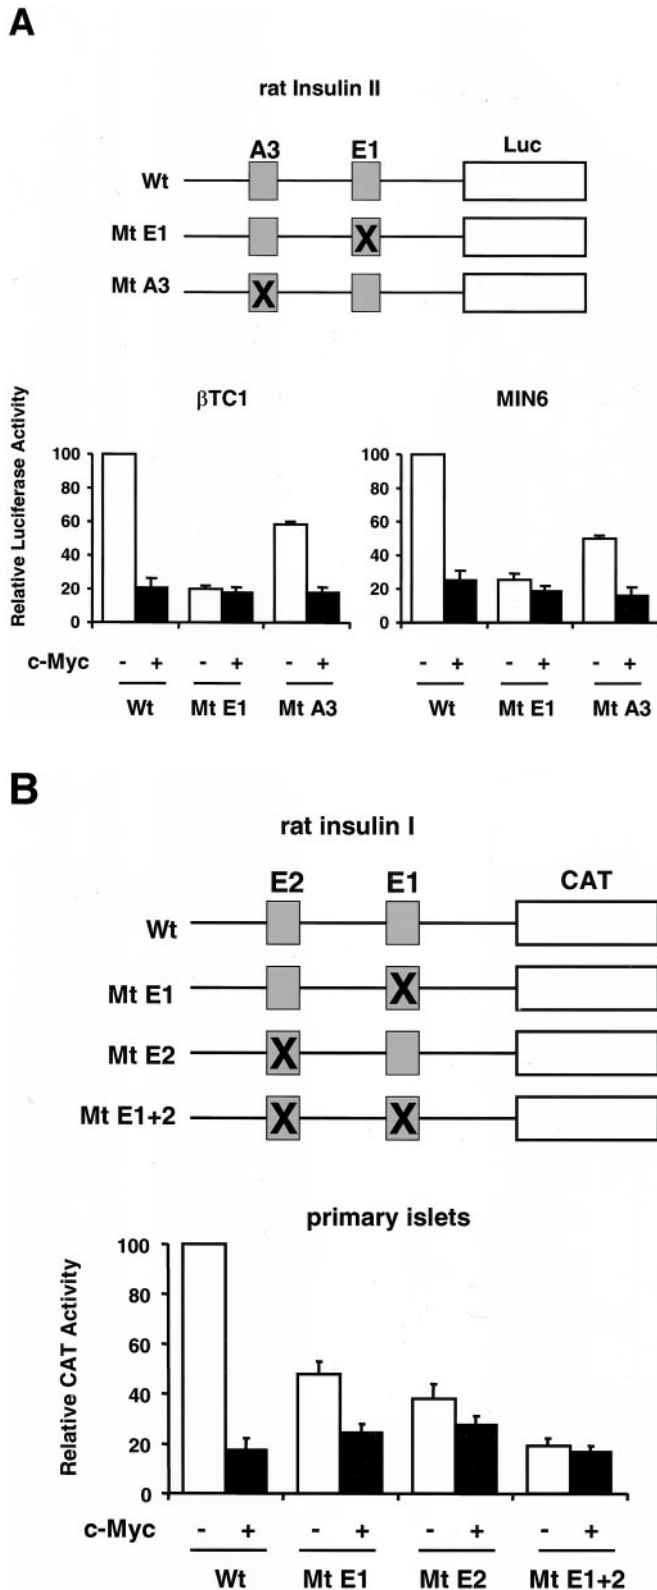 A
rat Insulin II
A3 E1 Luc
Wt
Mt E1 X
Mt A3 X
βTC1 MIN6
Relative Luciferase Activity
100 100
80 80
60 60
40 40
20 20
0 0
c-Myc - + - + - + - + - + - +
Wt Mt E1 Mt A3 Wt Mt E1 Mt A3
B
rat insulin I
E2 E1 CAT
Wt
Mt E1 X
Mt E2 X
Mt E1+2 X X
primary islets
Relative CAT Activity
100
80
60
40
20
0
c-Myc - + - + - + - +
Wt Mt E1 Mt E2 Mt E1+2